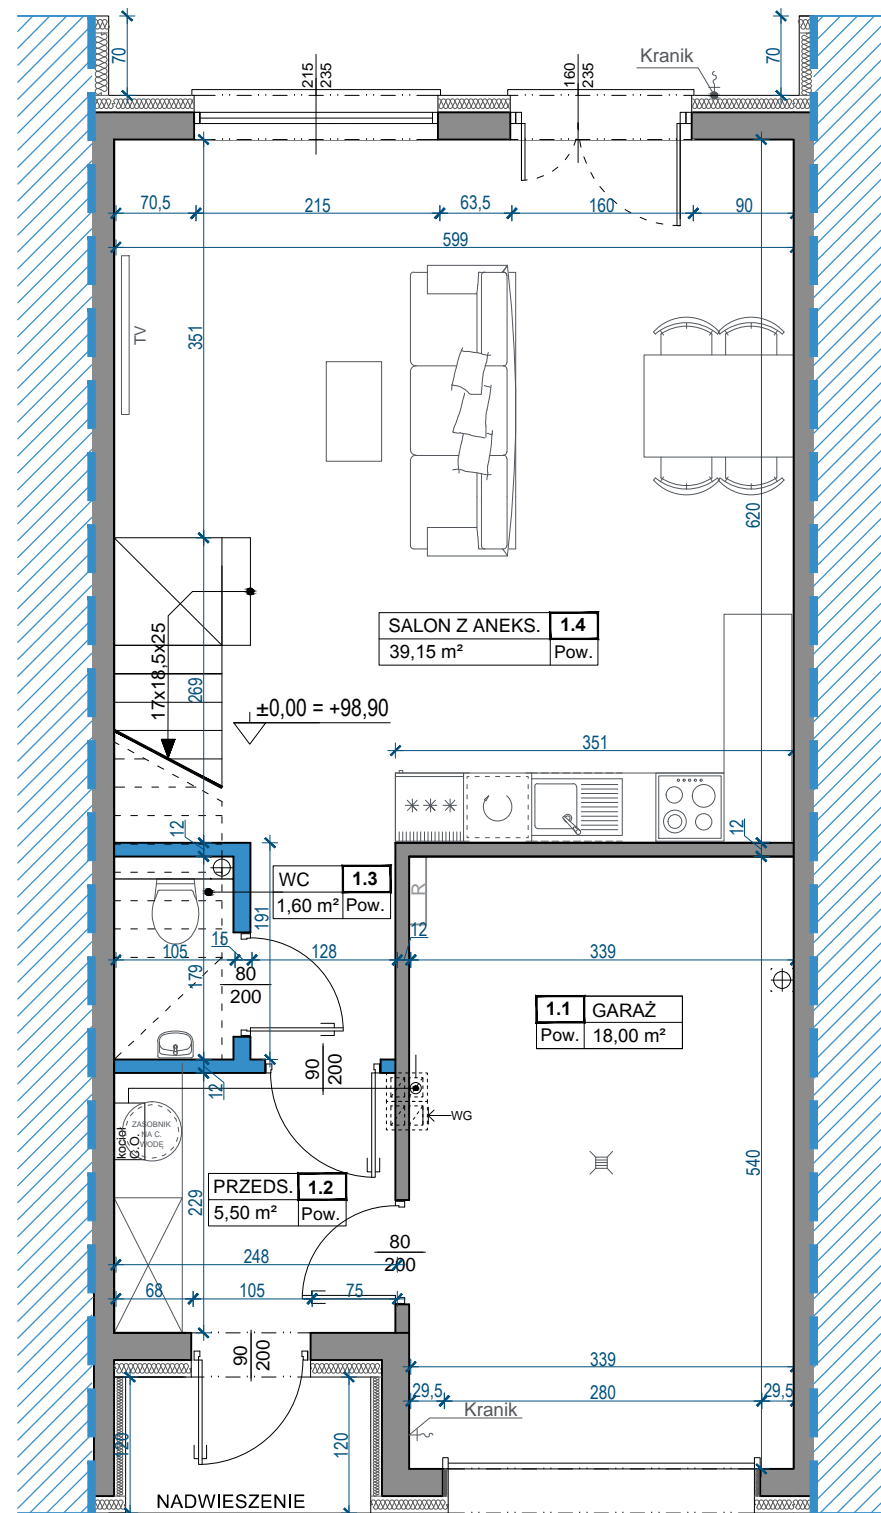 70
215
235
160
235
Kranik
70
70,5
215
63,5
160
90
599
TV
351
620
SALON Z ANEKS. 1.4
39,15 m² Pow.
17x18,5x25
269
±0,00 = +98,90
351
12
12
WC 1.3
1,60 m² Pow.
R
191
105
15
128
12
339
179
80
200
1.1 GARAŻ
Pow. 18,00 m²
90
200
12
WG
ZASOBNIK
NA C.
WODĘ
kocioł
C.O.
540
PRZEDS. 1.2
5,50 m² Pow.
229
80
200
248
68
105
75
90
200
339
29,5
280
29,5
Kranik
120
120
NADWIESZENIE